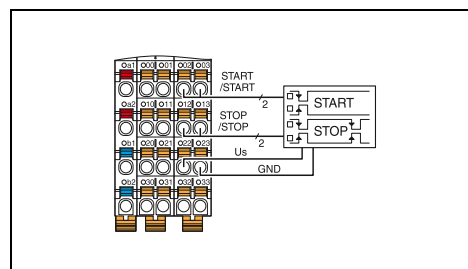 a1 00 01 02 03
START
/START
a2 10 11 12 13
2
START
STOP
/STOP
STOP
b1 20 21 22 23
2
Us
GND
b2 30 31 32 33